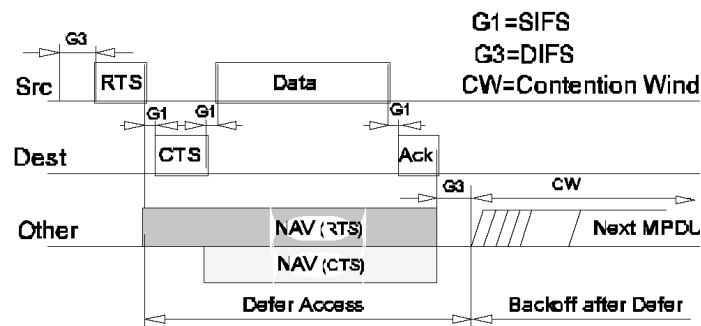 G1=SIFS
G3=DIFS
CW=Contention Wind
G3
Src RTS Data
G1 G1 G1
Dest CTS Ack
G3 CW
Other NAV (RTS) Next MPDU
NAV (CTS)
Defer Access Backoff after Defer